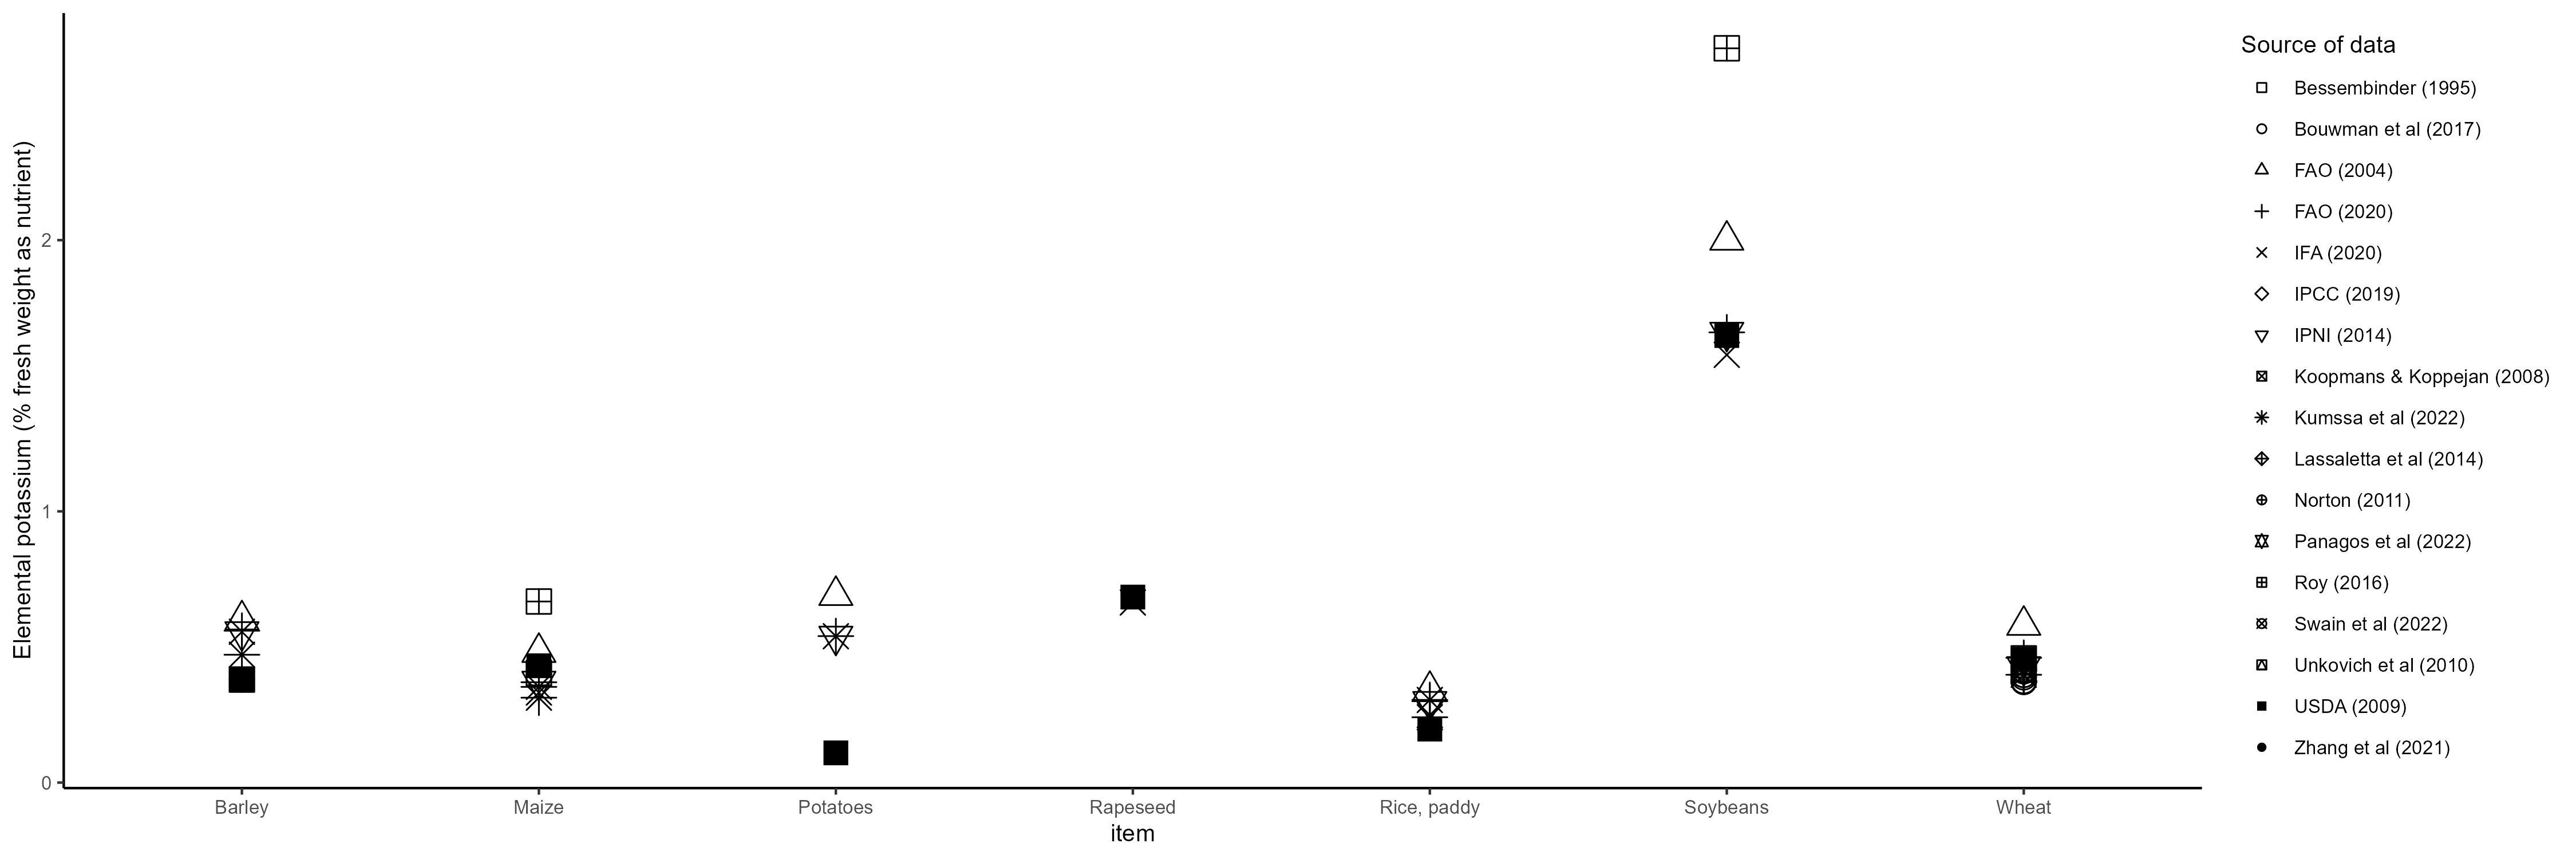 Elemental potassium (% fresh weight as nutrient)
2
1
0
Barley
Maize
Potatoes
Rapeseed
Rice, paddy
Soybeans
Wheat
item
Source of data
Bessembinder (1995)
Bouwman et al (2017)
FAO (2004)
FAO (2020)
IFA (2020)
IPCC (2019)
IPNI (2014)
Koopmans & Koppejan (2008)
Kumssa et al (2022)
Lassaletta et al (2014)
Norton (2011)
Panagos et al (2022)
Roy (2016)
Swain et al (2022)
Unkovich et al (2010)
USDA (2009)
Zhang et al (2021)